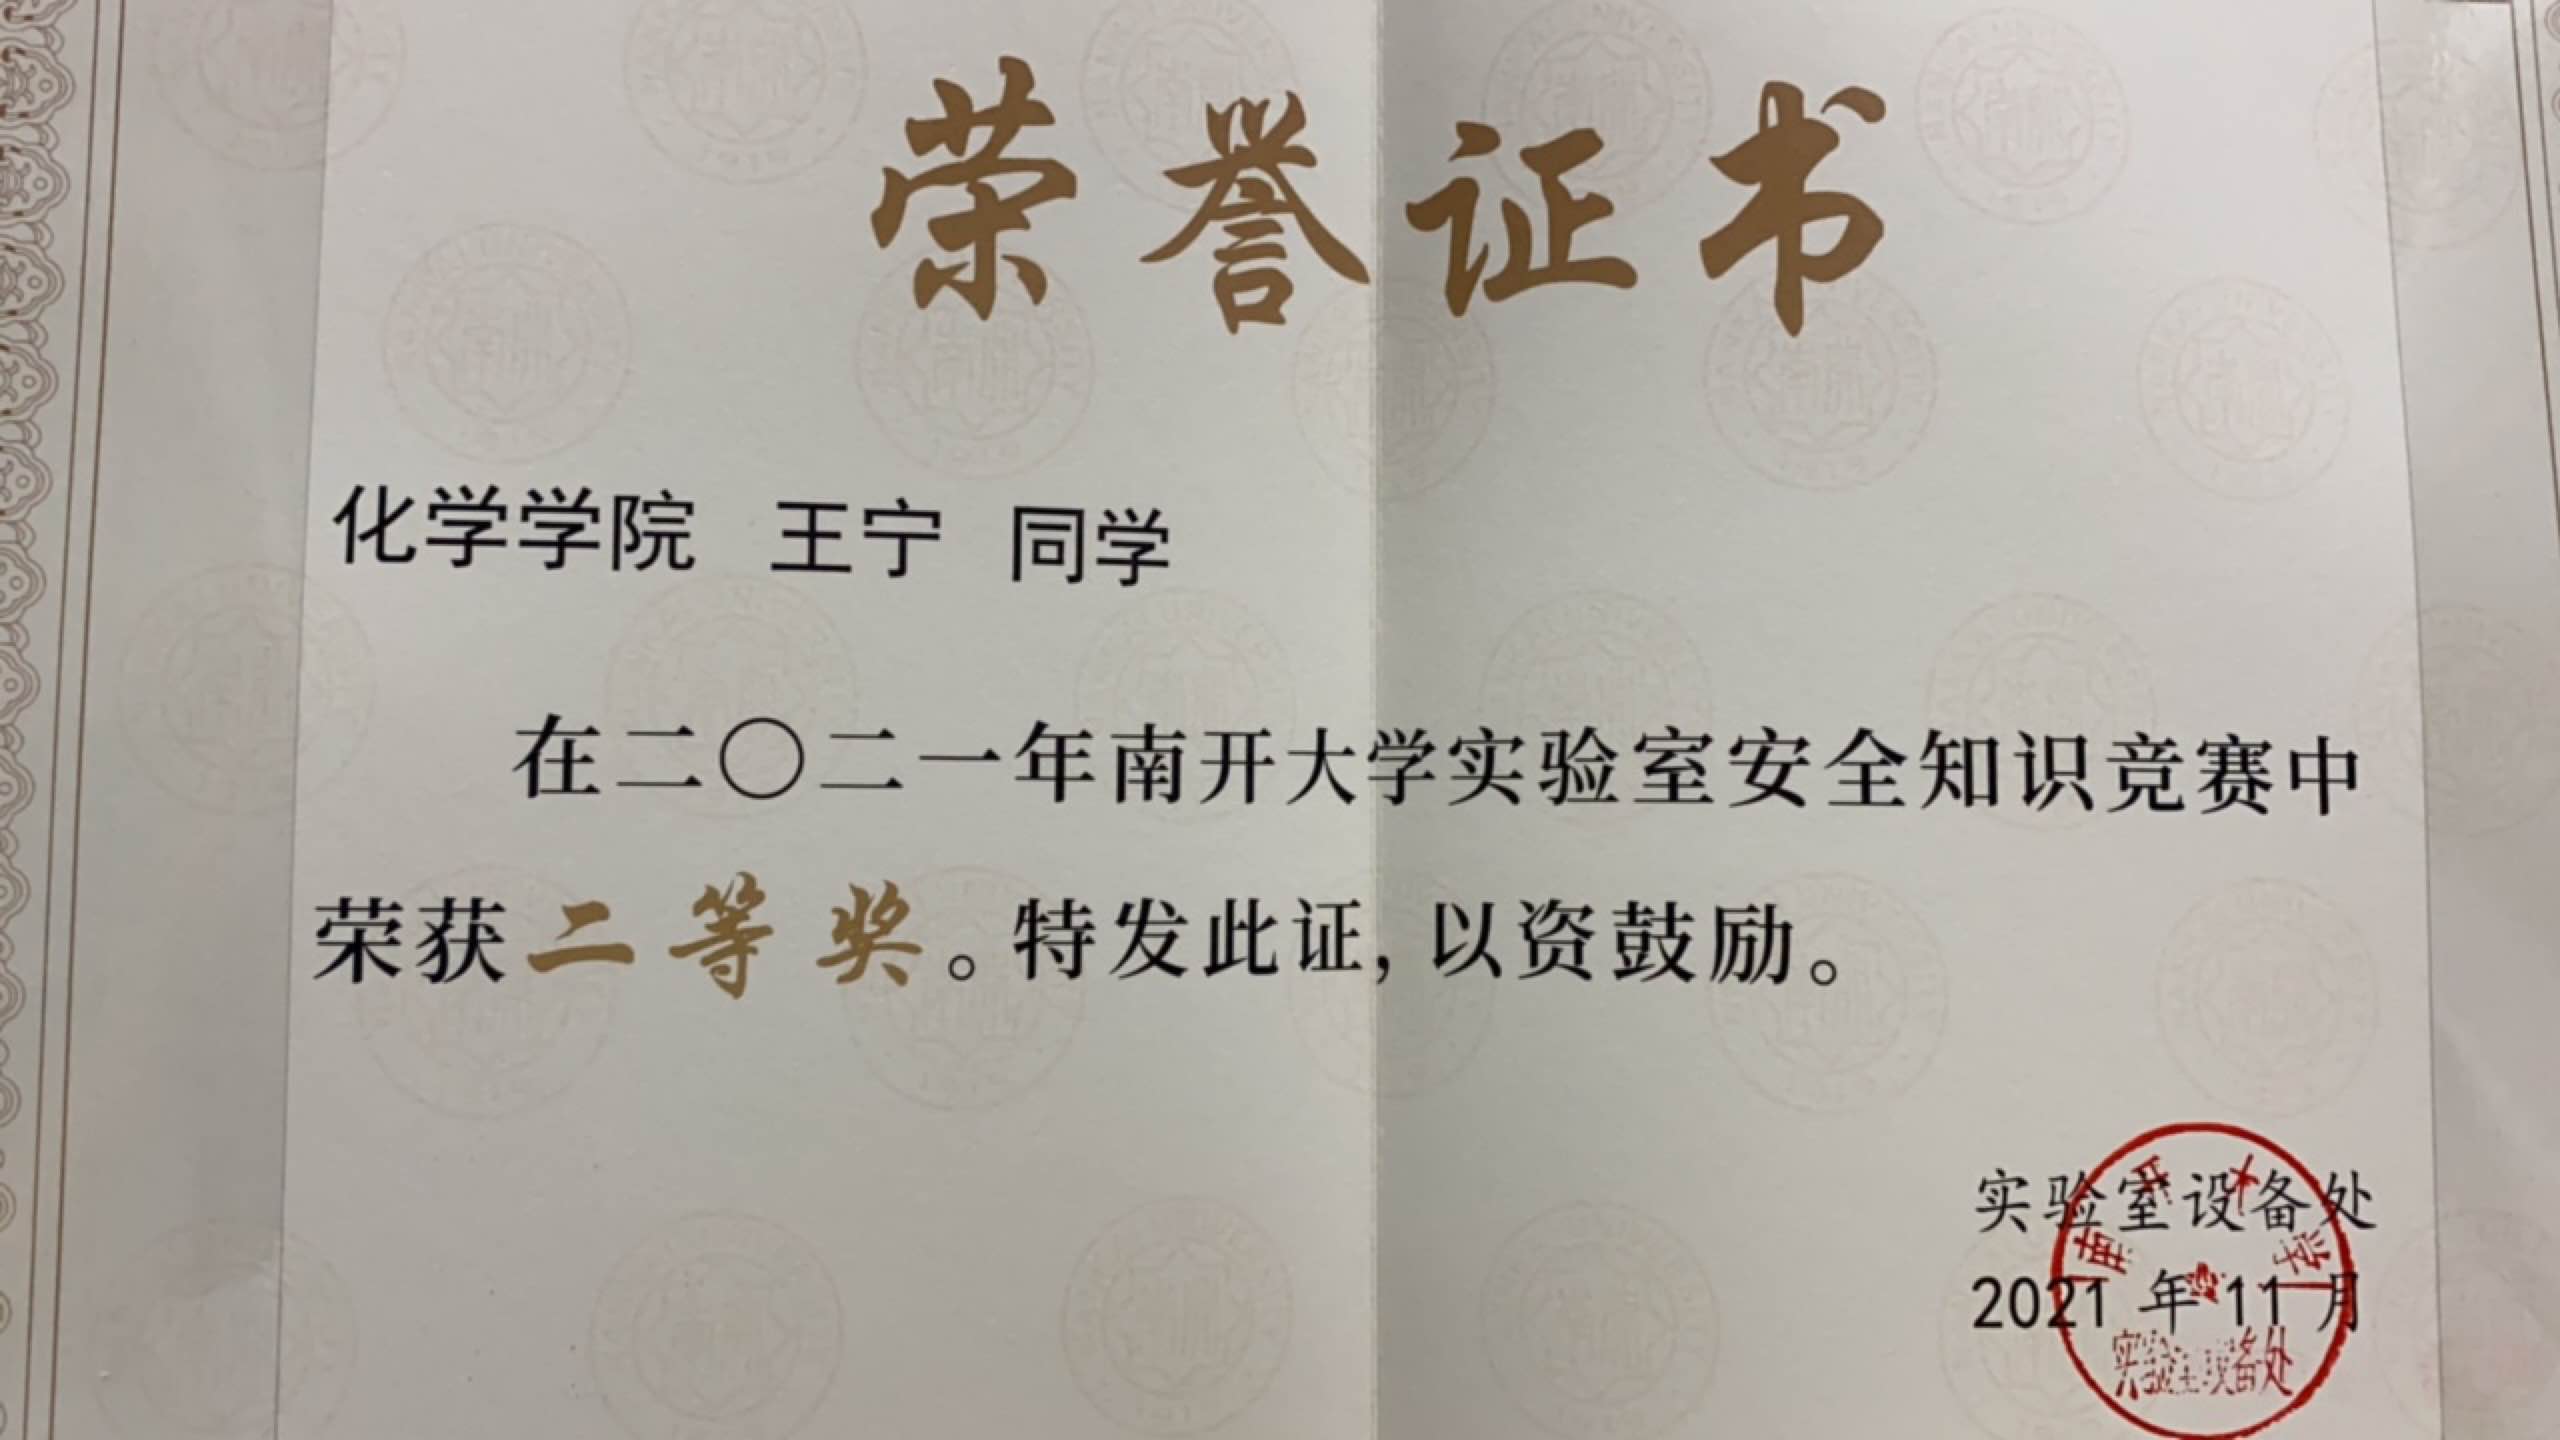 荣誉证书
化学学院 王宁 同学
在二〇二一年南开大学实验室安全知识竞赛中
荣获二等奖。特发此证,以资鼓励。
实验室设备处
2021 年 11 月
南开大学
实验室设备处